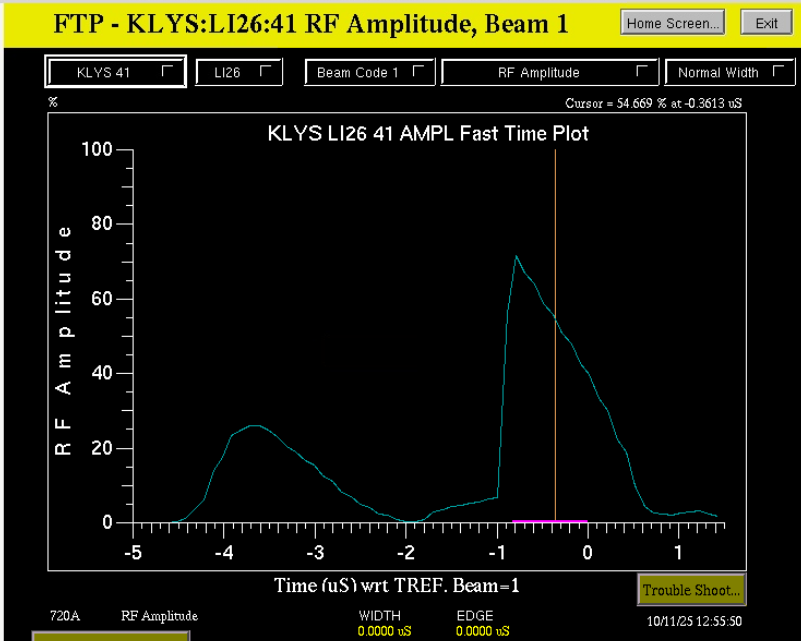 FTP - KLYS:LI26:41 RF Amplitude, Beam 1
Home Screen...
Exit
KLYS 41
LI26
Beam Code 1
RF Amplitude
Normal Width
%
Cursor = 54.669 % at -0.3613 uS
KLYS LI26 41 AMPL Fast Time Plot
RF Amplitude
100
80
60
40
20
0
-5 -4 -3 -2 -1 0 1
Time (uS) wrt TREF. Beam=1
Trouble Shoot...
720A RF Amplitude
WIDTH EDGE
0.0000 uS 0.0000 uS
10/11/25 12:55:50